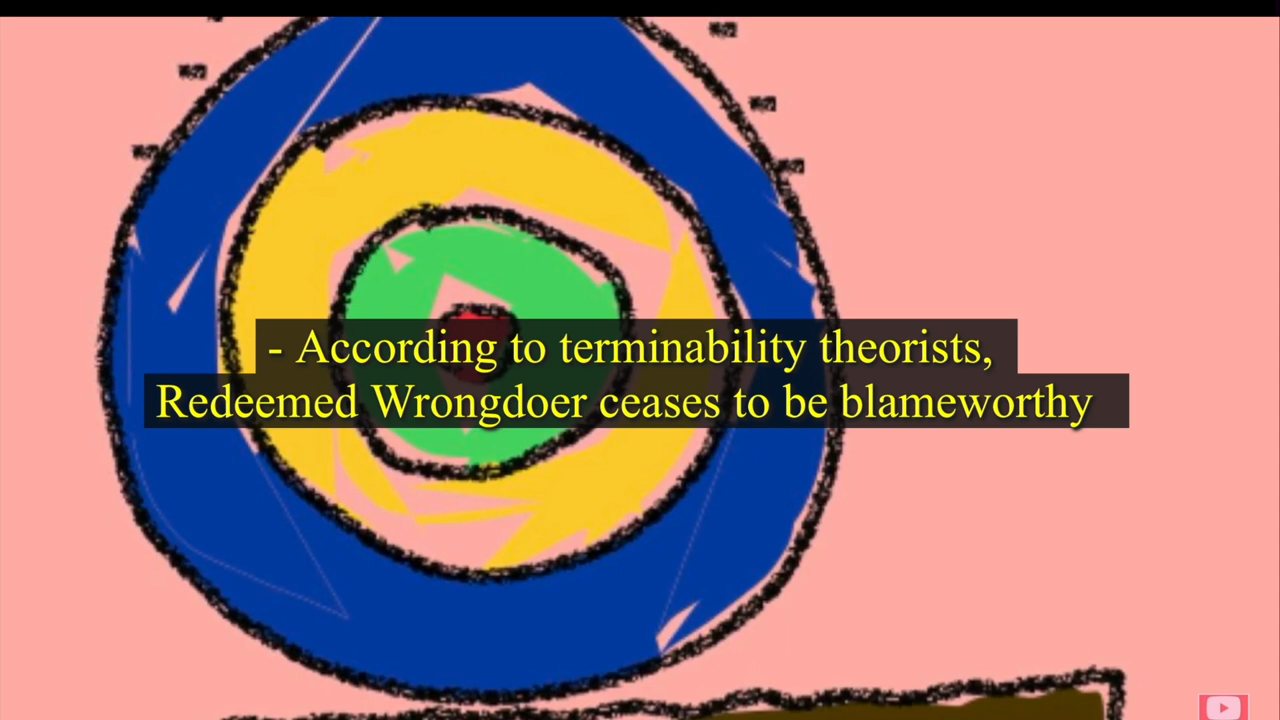 - According to terminability theorists,
Redeemed Wrongdoer ceases to be blameworthy